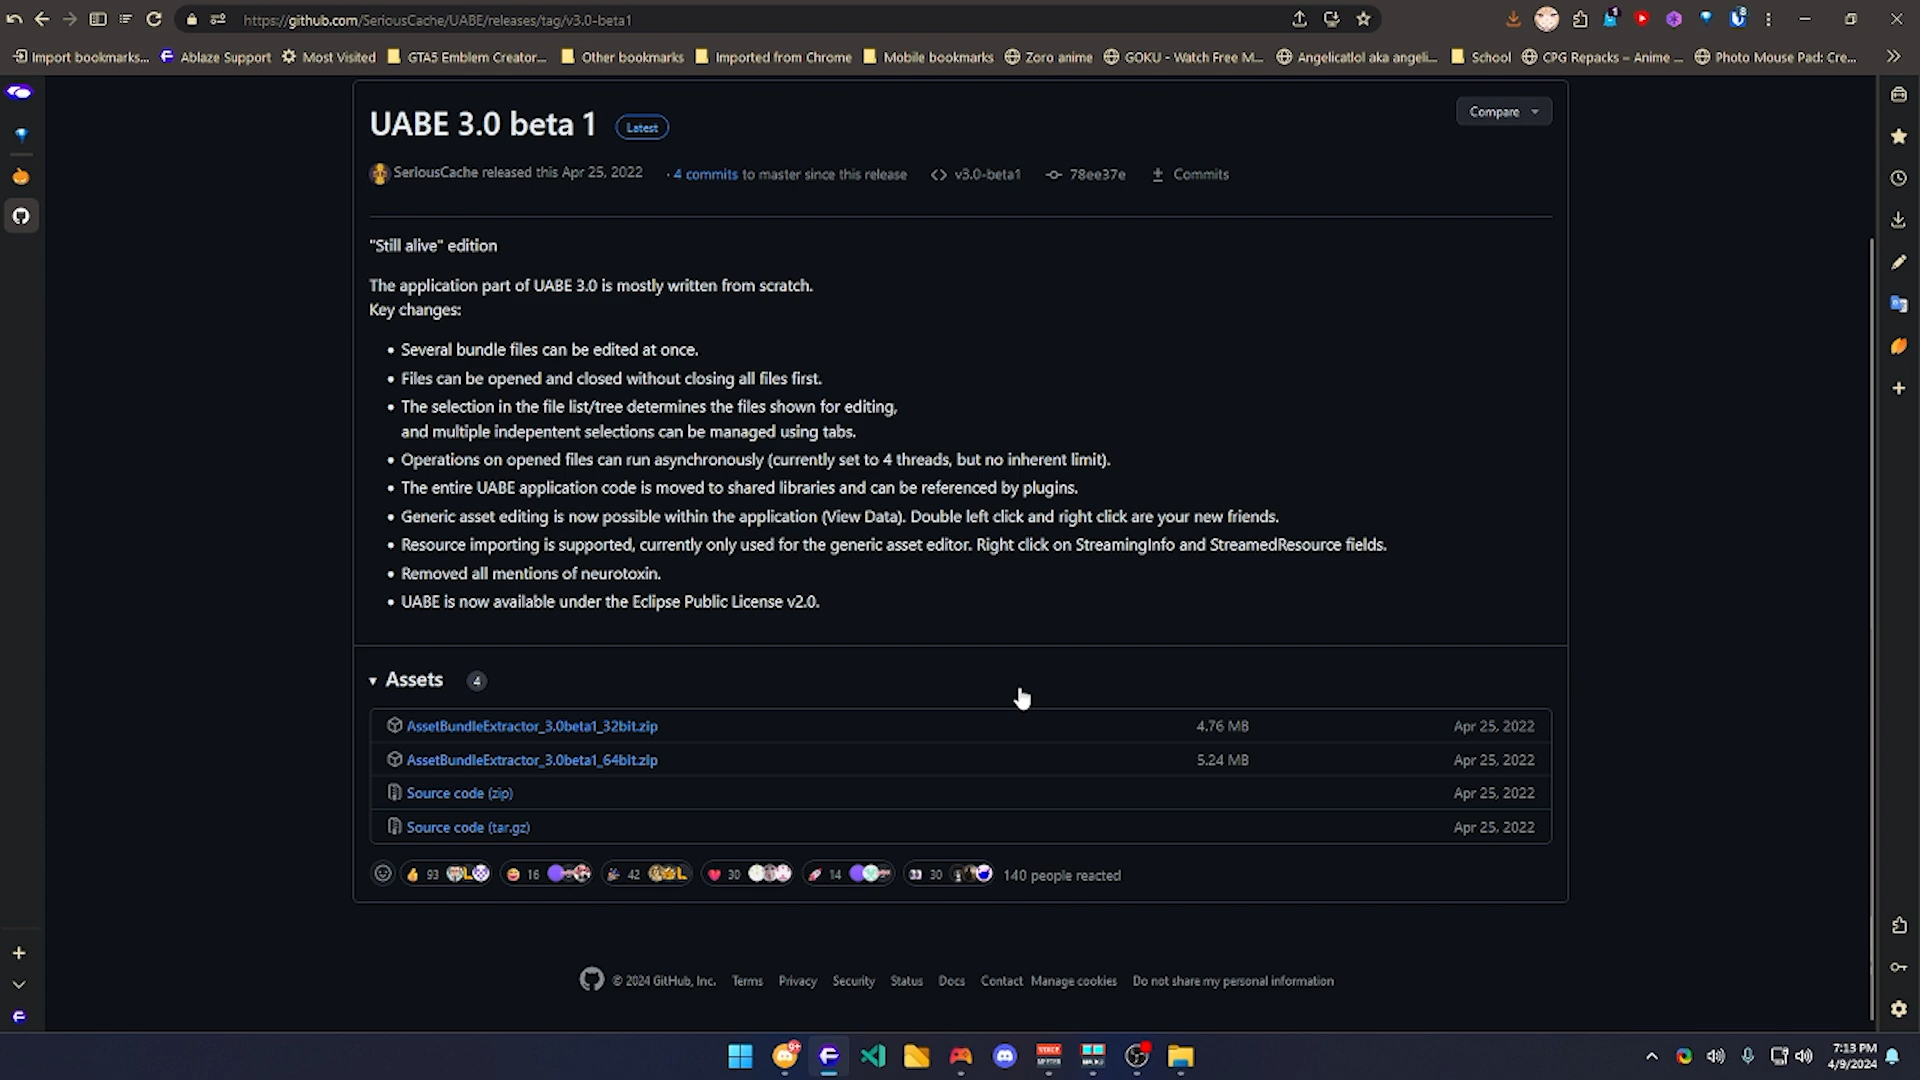 https://github.com/SeriousCache/UABE/releases/tag/v3.0-beta1
Import bookmarks...
Ablaze Support
Most Visited
GTA5 Emblem Creator...
Other bookmarks
Imported from Chrome
Mobile bookmarks
Zoro anime
GOKU - Watch Free M...
Angelicatlol aka angeli...
School
CPG Repacks – Anime ...
Photo Mouse Pad: Cre...
UABE 3.0 beta 1
Latest
Compare
SeriousCache released this Apr 25, 2022
· 4 commits to master since this release
v3.0-beta1
78ee37e
Commits
"Still alive" edition
The application part of UABE 3.0 is mostly written from scratch.
Key changes:
• Several bundle files can be edited at once.
• Files can be opened and closed without closing all files first.
• The selection in the file list/tree determines the files shown for editing,
and multiple indepentent selections can be managed using tabs.
• Operations on opened files can run asynchronously (currently set to 4 threads, but no inherent limit).
• The entire UABE application code is moved to shared libraries and can be referenced by plugins.
• Generic asset editing is now possible within the application (View Data). Double left click and right click are your new friends.
• Resource importing is supported, currently only used for the generic asset editor. Right click on StreamingInfo and StreamedResource fields.
• Removed all mentions of neurotoxin.
• UABE is now available under the Eclipse Public License v2.0.
Assets 4
AssetBundleExtractor_3.0beta1_32bit.zip 4.76 MB Apr 25, 2022
AssetBundleExtractor_3.0beta1_64bit.zip 5.24 MB Apr 25, 2022
Source code (zip) Apr 25, 2022
Source code (tar.gz) Apr 25, 2022
93 16 42 30 14 30 140 people reacted
© 2024 GitHub, Inc. Terms Privacy Security Status Docs Contact Manage cookies Do not share my personal information
7:13 PM
4/9/2024